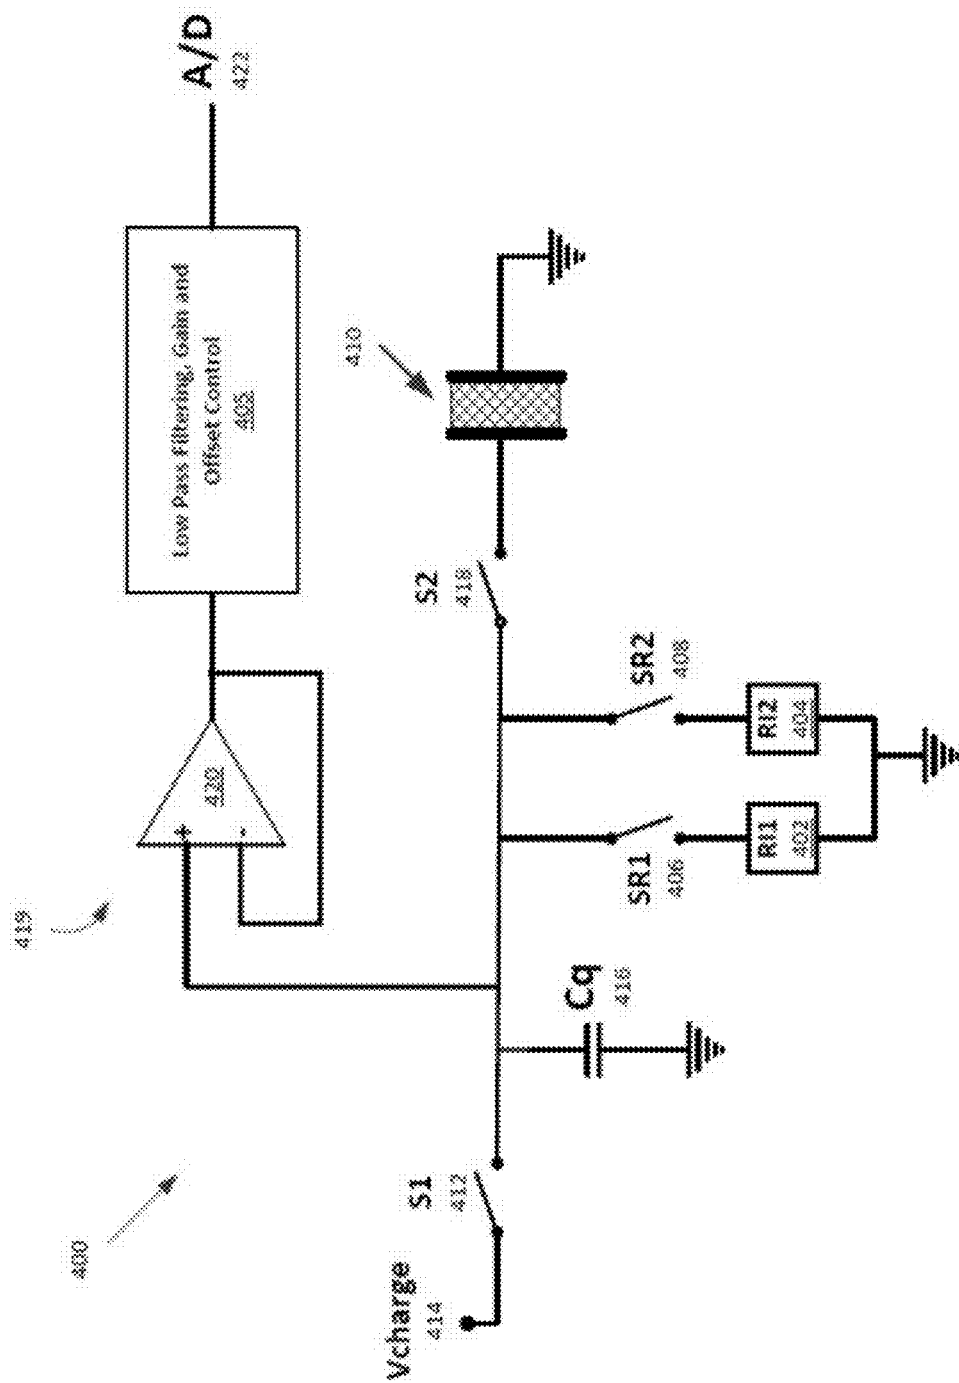 400
419
420
+
-
Low Pass Filtering, Gain and
Offset Control
405
A/D
422
Vcharge
414
S1
412
Cq
416
S2
418
410
SR1
406
SR2
408
RI1
402
RI2
404